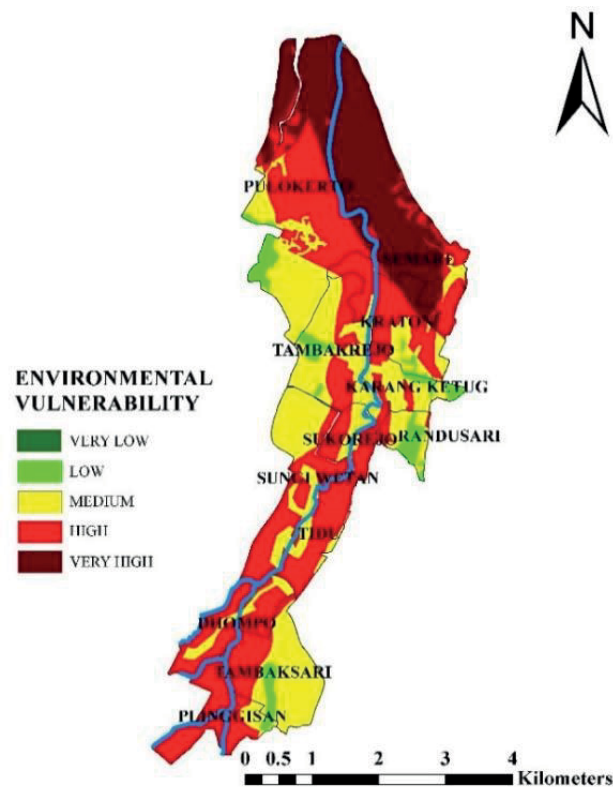 N
PULOKERTO
SEMARE
KRATON
TAMBAKREJO
KARANG KETUG
SUKOREJO
RANDUSARI
SUNGI WETAN
TIDU
DHOMPO
TAMBAKSARI
PLINGGISAN
ENVIRONMENTAL
VULNERABILITY
VERY LOW
LOW
MEDIUM
HIGH
VERY HIGH
0 0.5 1 2 3 4
Kilometers